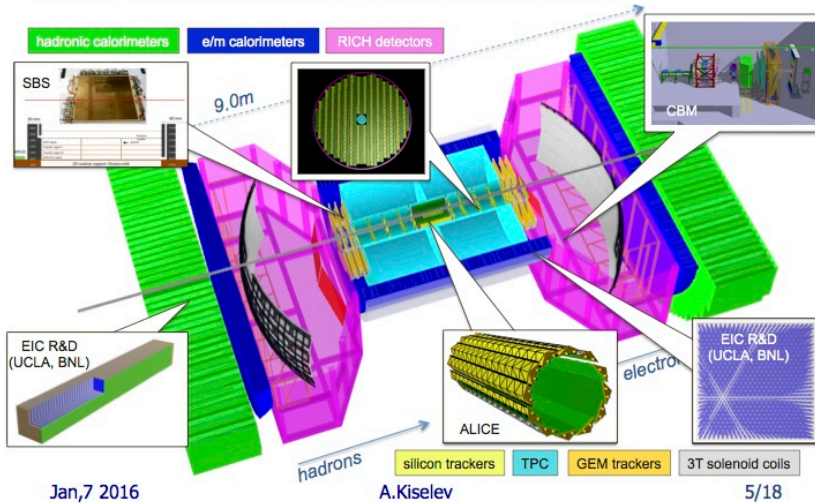 hadronic calorimeters
e/m calorimeters
RICH detectors
SBS
9.0m
CBM
EIC R&D
(UCLA, BNL)
EIC R&D
(UCLA, BNL)
ALICE
hadrons
silicon trackers
TPC
GEM trackers
3T solenoid coils
Jan,7 2016
A.Kiselev
5/18